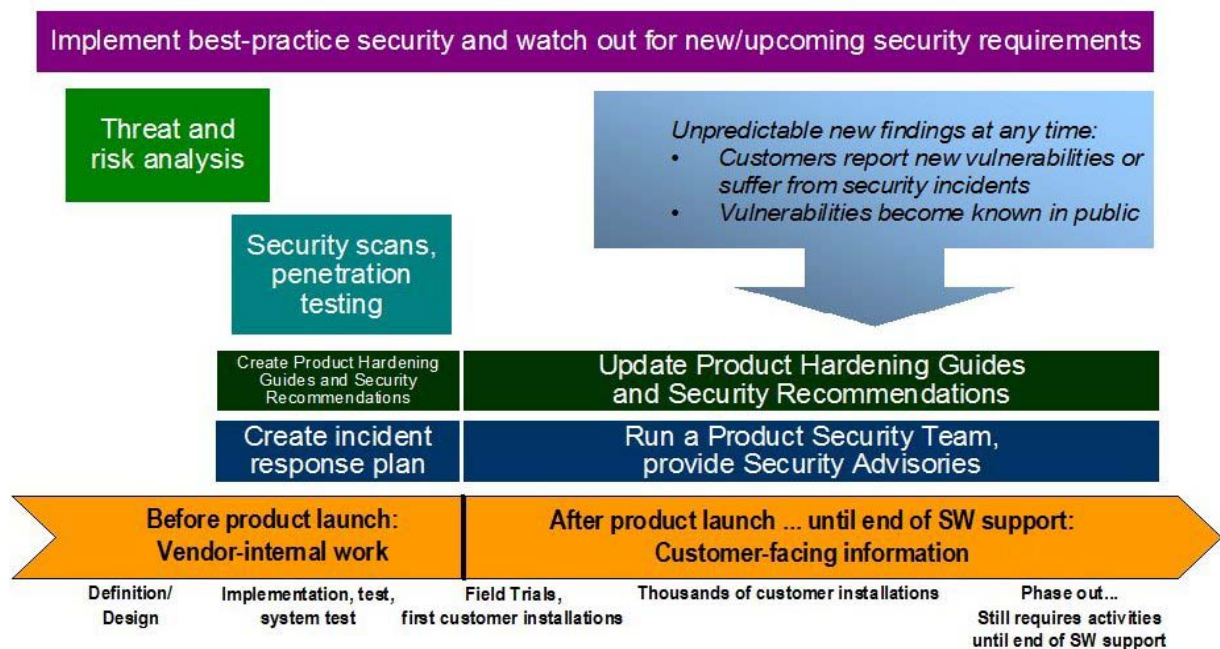 Implement best-practice security and watch out for new/upcoming security requirements
Threat and
risk analysis
Unpredictable new findings at any time:
• Customers report new vulnerabilities or
suffer from security incidents
• Vulnerabilities become known in public
Security scans,
penetration
testing
Create Product Hardening
Guides and Security
Recommendations
Update Product Hardening Guides
and Security Recommendations
Create incident
response plan
Run a Product Security Team,
provide Security Advisories
Before product launch:
Vendor-internal work
After product launch ... until end of SW support:
Customer-facing information
Definition/
Design
Implementation, test,
system test
Field Trials,
first customer installations
Thousands of customer installations
Phase out...
Still requires activities
until end of SW support